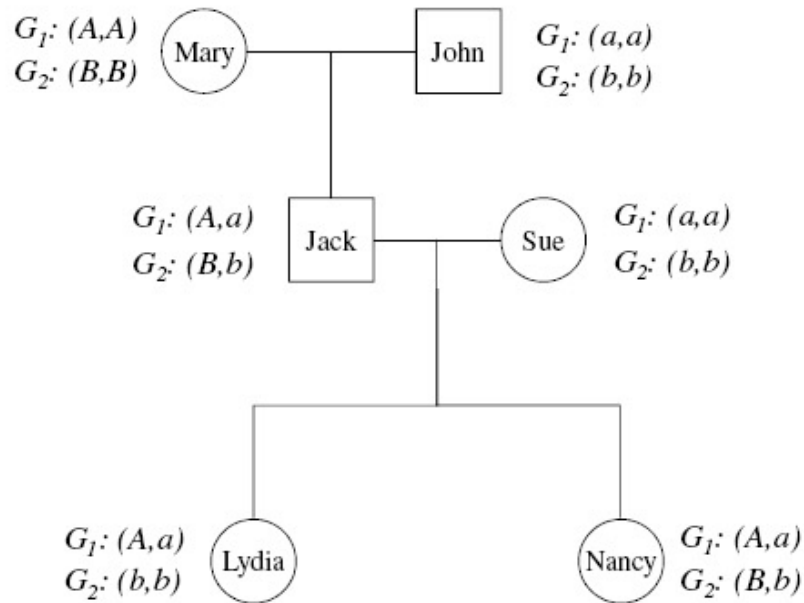 G1: (A,A)
G2: (B,B)
Mary
John
G1: (a,a)
G2: (b,b)
G1: (A,a)
G2: (B,b)
Jack
Sue
G1: (a,a)
G2: (b,b)
G1: (A,a)
G2: (b,b)
Lydia
Nancy
G1: (A,a)
G2: (B,b)